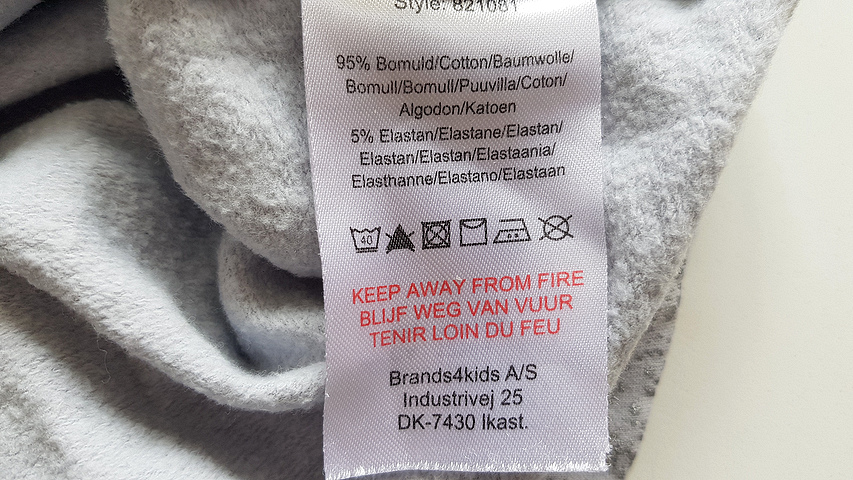 Style: 821081
95% Bomuld/Cotton/Baumwolle/
Bomull/Bomull/Puuvilla/Coton/
Algodon/Katoen
5% Elastan/Elastane/Elastan/
Elastan/Elastan/Elastaania/
Elasthanne/Elastano/Elastaan
40
KEEP AWAY FROM FIRE
BLIJF WEG VAN VUUR
TENIR LOIN DU FEU
Brands4kids A/S
Industrivej 25
DK-7430 Ikast.